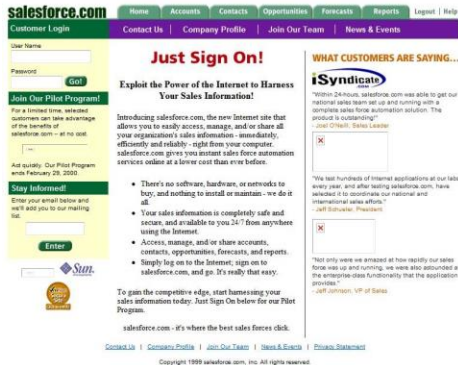 salesforce.com
Home Accounts Contacts Opportunities Forecasts Reports Logout | Help
Customer Login
Contact Us | Company Profile | Join Our Team | News & Events
User Name
Password
Go!
Join Our Pilot Program!
For a limited time, selected
customers can take advantage
of the benefits of
salesforce.com – at no cost.
Act quickly. Our Pilot Program
ends February 29, 2000.
Stay Informed!
Enter your email below and
we'll add you to our mailing
list.
Enter
Sun
Just Sign On!
Exploit the Power of the Internet to Harness
Your Sales Information!
Introducing salesforce.com, the new Internet site that
allows you to easily access, manage, and/or share all
your organization's sales information - immediately,
efficiently and reliably - right from your computer.
salesforce.com gives you instant sales force automation
services online at a lower cost than ever before.
• There's no software, hardware, or networks to
buy, and nothing to install or maintain - we do it
all.
• Your sales information is completely safe and
secure, and available to you 24/7 from anywhere
using the Internet.
• Access, manage, and/or share accounts,
contacts, opportunities, forecasts, and reports.
• Simply log on to the Internet; sign on to
salesforce.com, and go. It's really that easy.
To gain the competitive edge, start harnessing your
sales information today. Just Sign On below for our Pilot
Program.
salesforce.com - it's where the best sales forces click.
WHAT CUSTOMERS ARE SAYING...
iSyndicate
.com
"Within 24-hours, salesforce.com was able to get our
national sales team set up and running with a
complete sales force automation solution. The
product is outstanding!"
- Joel O'Neill, Sales Leader
"We test hundreds of Internet applications at our labs
every year, and after testing salesforce.com, have
selected it to coordinate our national and
international sales efforts."
- Jeff Schueler, President
"Not only were we amazed at how rapidly our sales
force was up and running, we were also astounded at
the enterprise-class functionality that the application
provides."
- Jeff Johnson, VP of Sales
Contact Us | Company Profile | Join Our Team | News & Events | Privacy Statement
Copyright 1999 salesforce.com, inc. All rights reserved.